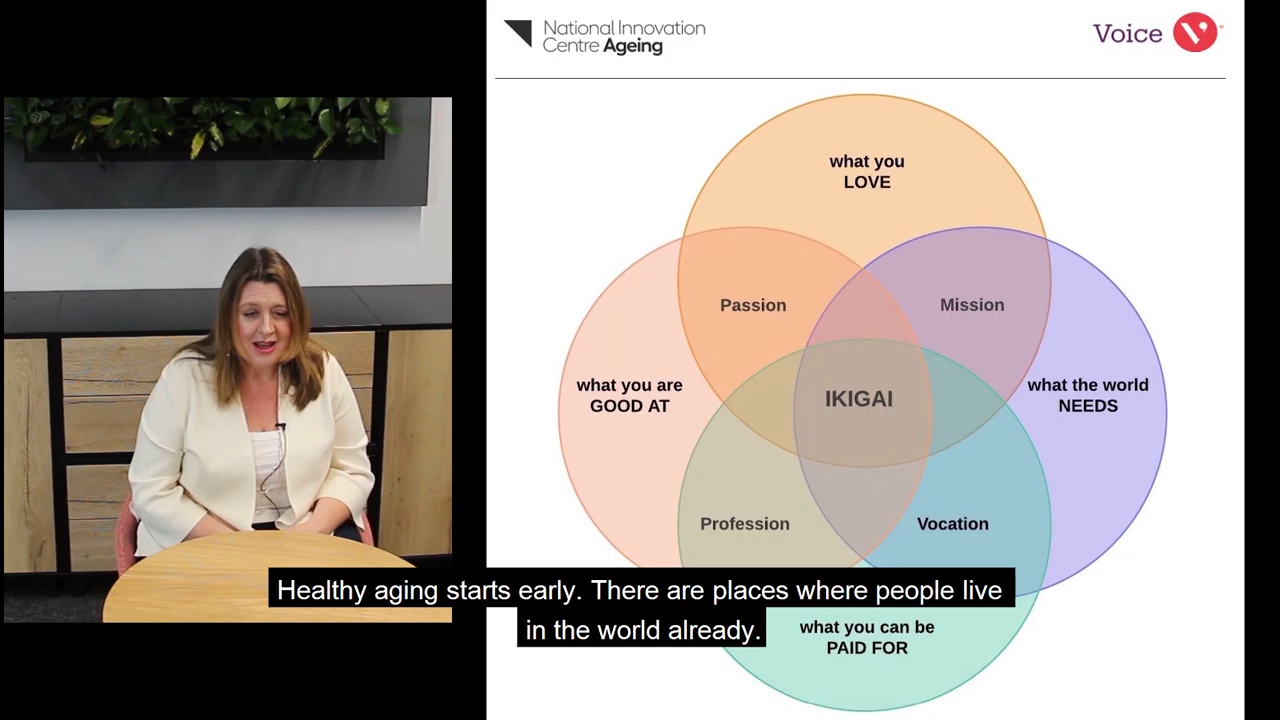 National Innovation
Centre Ageing
Voice
what you
LOVE
Passion
Mission
what you are
GOOD AT
IKIGAI
what the world
NEEDS
Profession
Vocation
Healthy aging starts early. There are places where people live
in the world already.
what you can be
PAID FOR